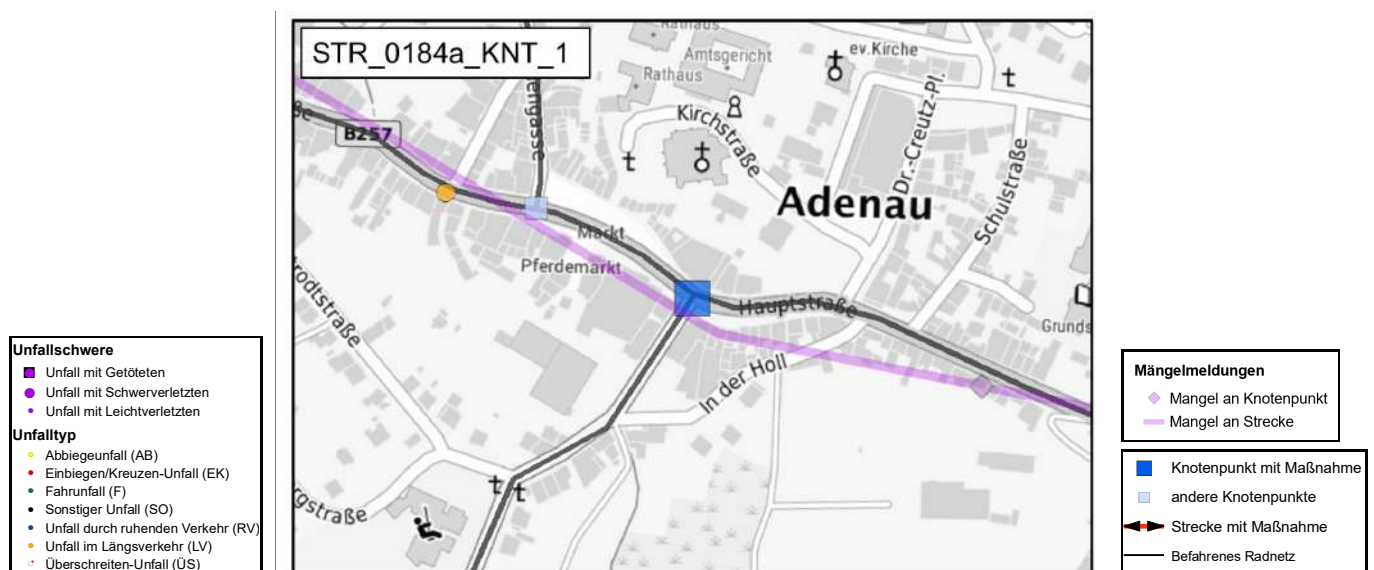 STR_0184a_KNT_1
Rathaus
Amtsgericht
Rathaus
ev.Kirche
Kirchstraße
Dr.-Creutz-Pl.
Schulstraße
B257
Adenau
Markt
Pferdemarkt
Hauptstraße
In der Holl
Unfallschwere
Unfall mit Getöteten
Unfall mit Schwerverletzten
Unfall mit Leichtverletzten
Unfalltyp
Abbiegeunfall (AB)
Einbiegen/Kreuzen-Unfall (EK)
Fahrunfall (F)
Sonstiger Unfall (SO)
Unfall durch ruhenden Verkehr (RV)
Unfall im Längsverkehr (LV)
Überschreiten-Unfall (ÜS)
Mängelmeldungen
Mangel an Knotenpunkt
Mangel an Strecke
Knotenpunkt mit Maßnahme
andere Knotenpunkte
Strecke mit Maßnahme
Befahrenes Radnetz